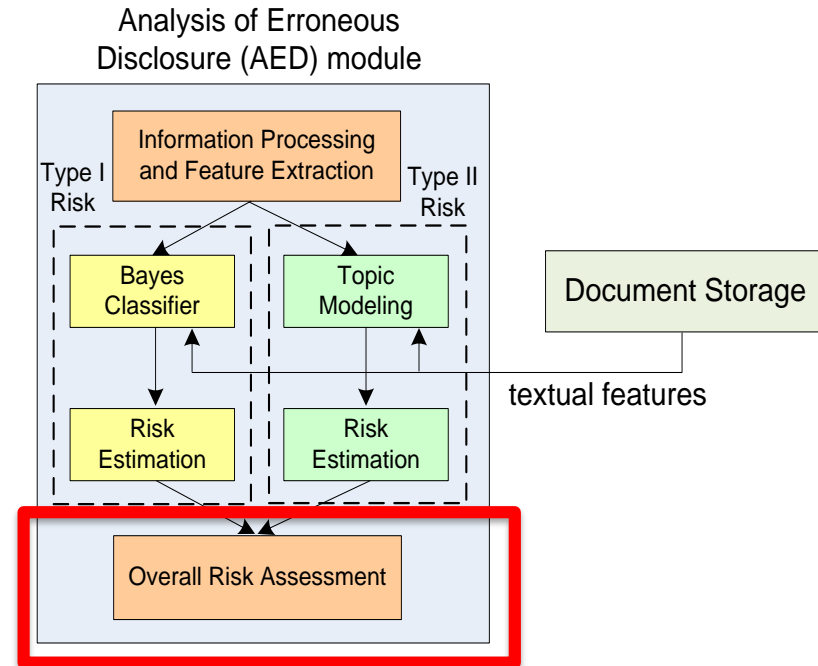 Analysis of Erroneous
Disclosure (AED) module
Information Processing
and Feature Extraction
Type I
Risk
Type II
Risk
Bayes
Classifier
Topic
Modeling
Document Storage
textual features
Risk
Estimation
Risk
Estimation
Overall Risk Assessment